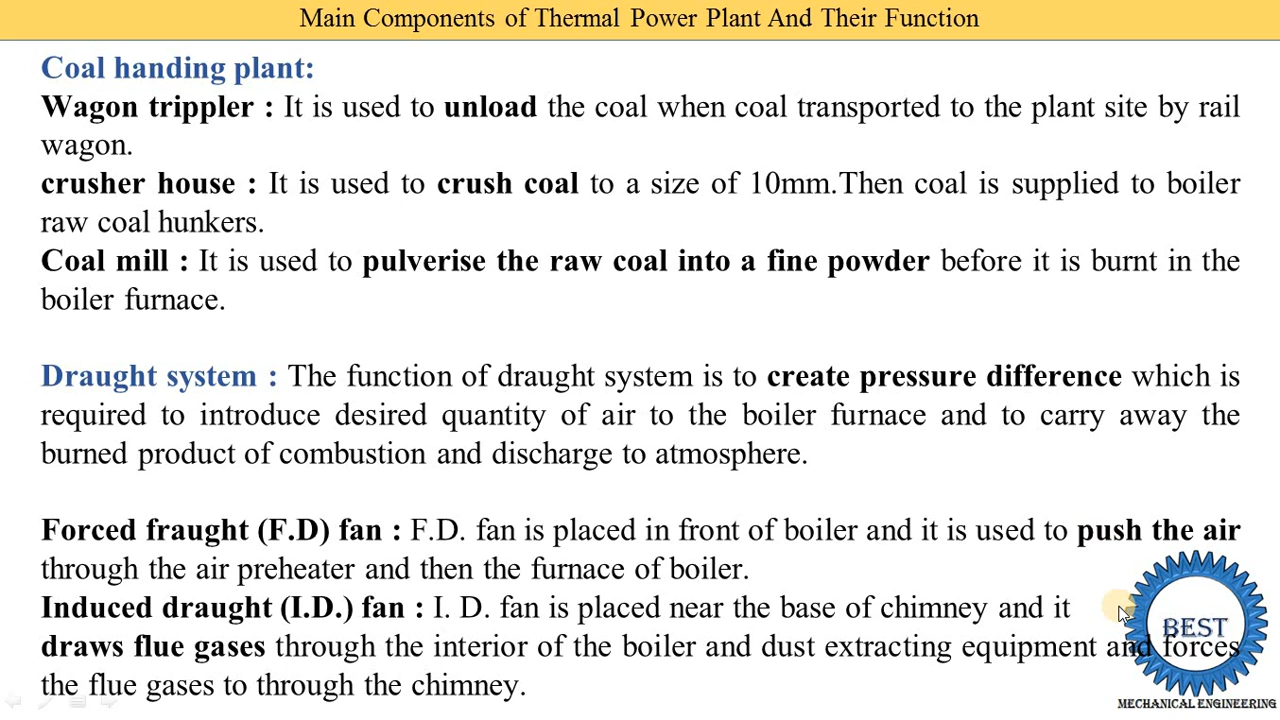 Main Components of Thermal Power Plant And Their Function
Coal handing plant:
Wagon trippler : It is used to unload the coal when coal transported to the plant site by rail
wagon.
crusher house : It is used to crush coal to a size of 10mm.Then coal is supplied to boiler
raw coal hunkers.
Coal mill : It is used to pulverise the raw coal into a fine powder before it is burnt in the
boiler furnace.
Draught system : The function of draught system is to create pressure difference which is
required to introduce desired quantity of air to the boiler furnace and to carry away the
burned product of combustion and discharge to atmosphere.
Forced fraught (F.D) fan : F.D. fan is placed in front of boiler and it is used to push the air
through the air preheater and then the furnace of boiler.
Induced draught (I.D.) fan : I. D. fan is placed near the base of chimney and it
draws flue gases through the interior of the boiler and dust extracting equipment and forces
the flue gases to through the chimney.
BEST
MECHANICAL ENGINEERING